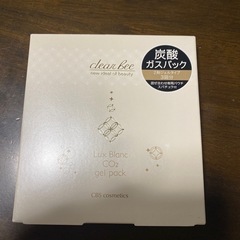 clear Bee
new ideal of beauty
炭酸
ガスパック
Lux Blanc
CO2
gel pack
CBS cosmetics